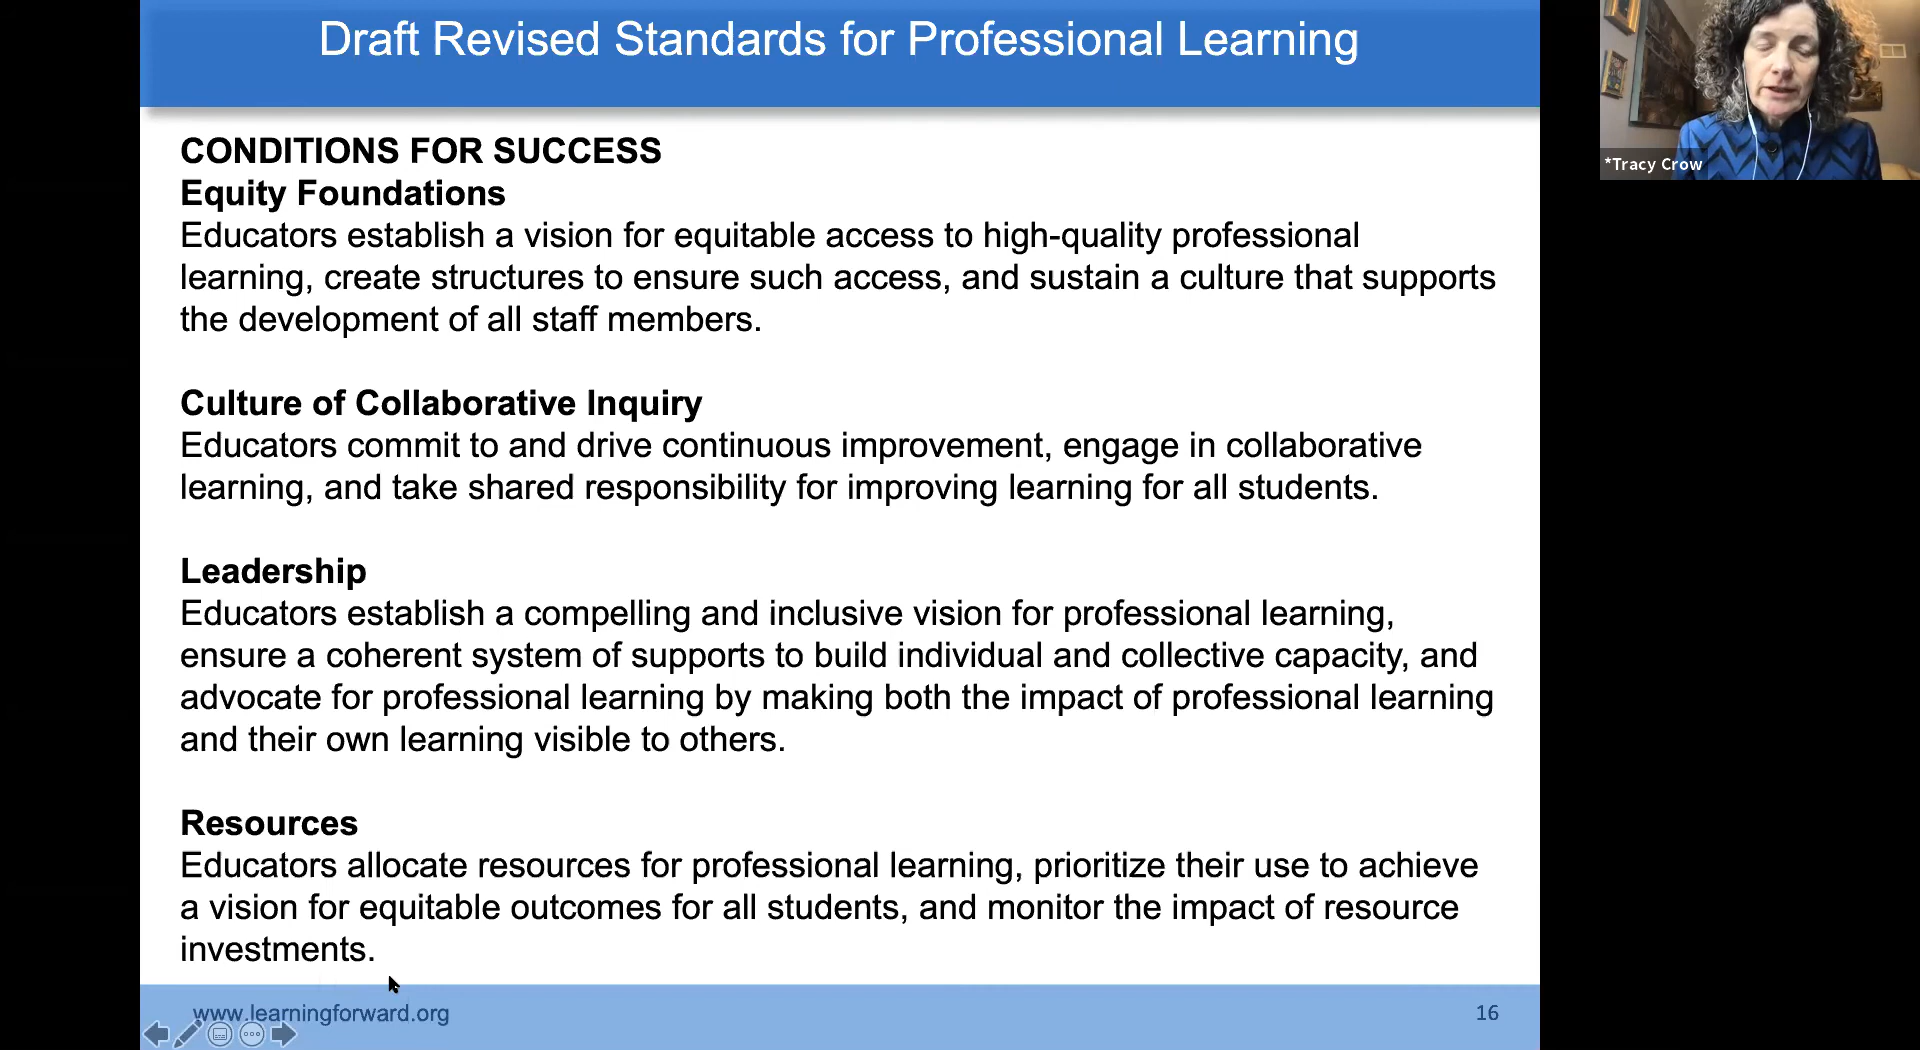 Draft Revised Standards for Professional Learning
*Tracy Crow
CONDITIONS FOR SUCCESS
Equity Foundations
Educators establish a vision for equitable access to high-quality professional
learning, create structures to ensure such access, and sustain a culture that supports
the development of all staff members.
Culture of Collaborative Inquiry
Educators commit to and drive continuous improvement, engage in collaborative
learning, and take shared responsibility for improving learning for all students.
Leadership
Educators establish a compelling and inclusive vision for professional learning,
ensure a coherent system of supports to build individual and collective capacity, and
advocate for professional learning by making both the impact of professional learning
and their own learning visible to others.
Resources
Educators allocate resources for professional learning, prioritize their use to achieve
a vision for equitable outcomes for all students, and monitor the impact of resource
investments.
www.learningforward.org
16